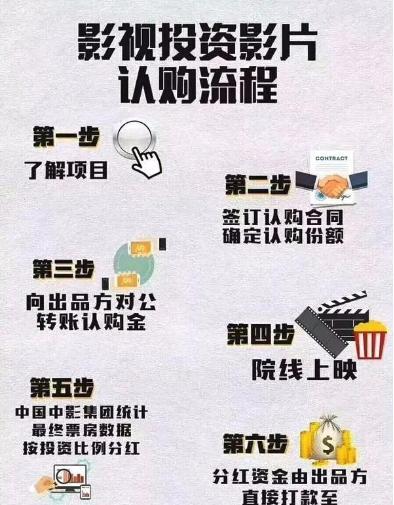 影视投资影片
认购流程
第一步
了解项目
CONTRACT
第二步
签订认购合同
确定认购份额
第三步
向出品方对公
转账认购金
第四步
院线上映
第五步
中国中影集团统计
最终票房数据
按投资比例分红
第六步
$
分红资金由出品方
直接打款至